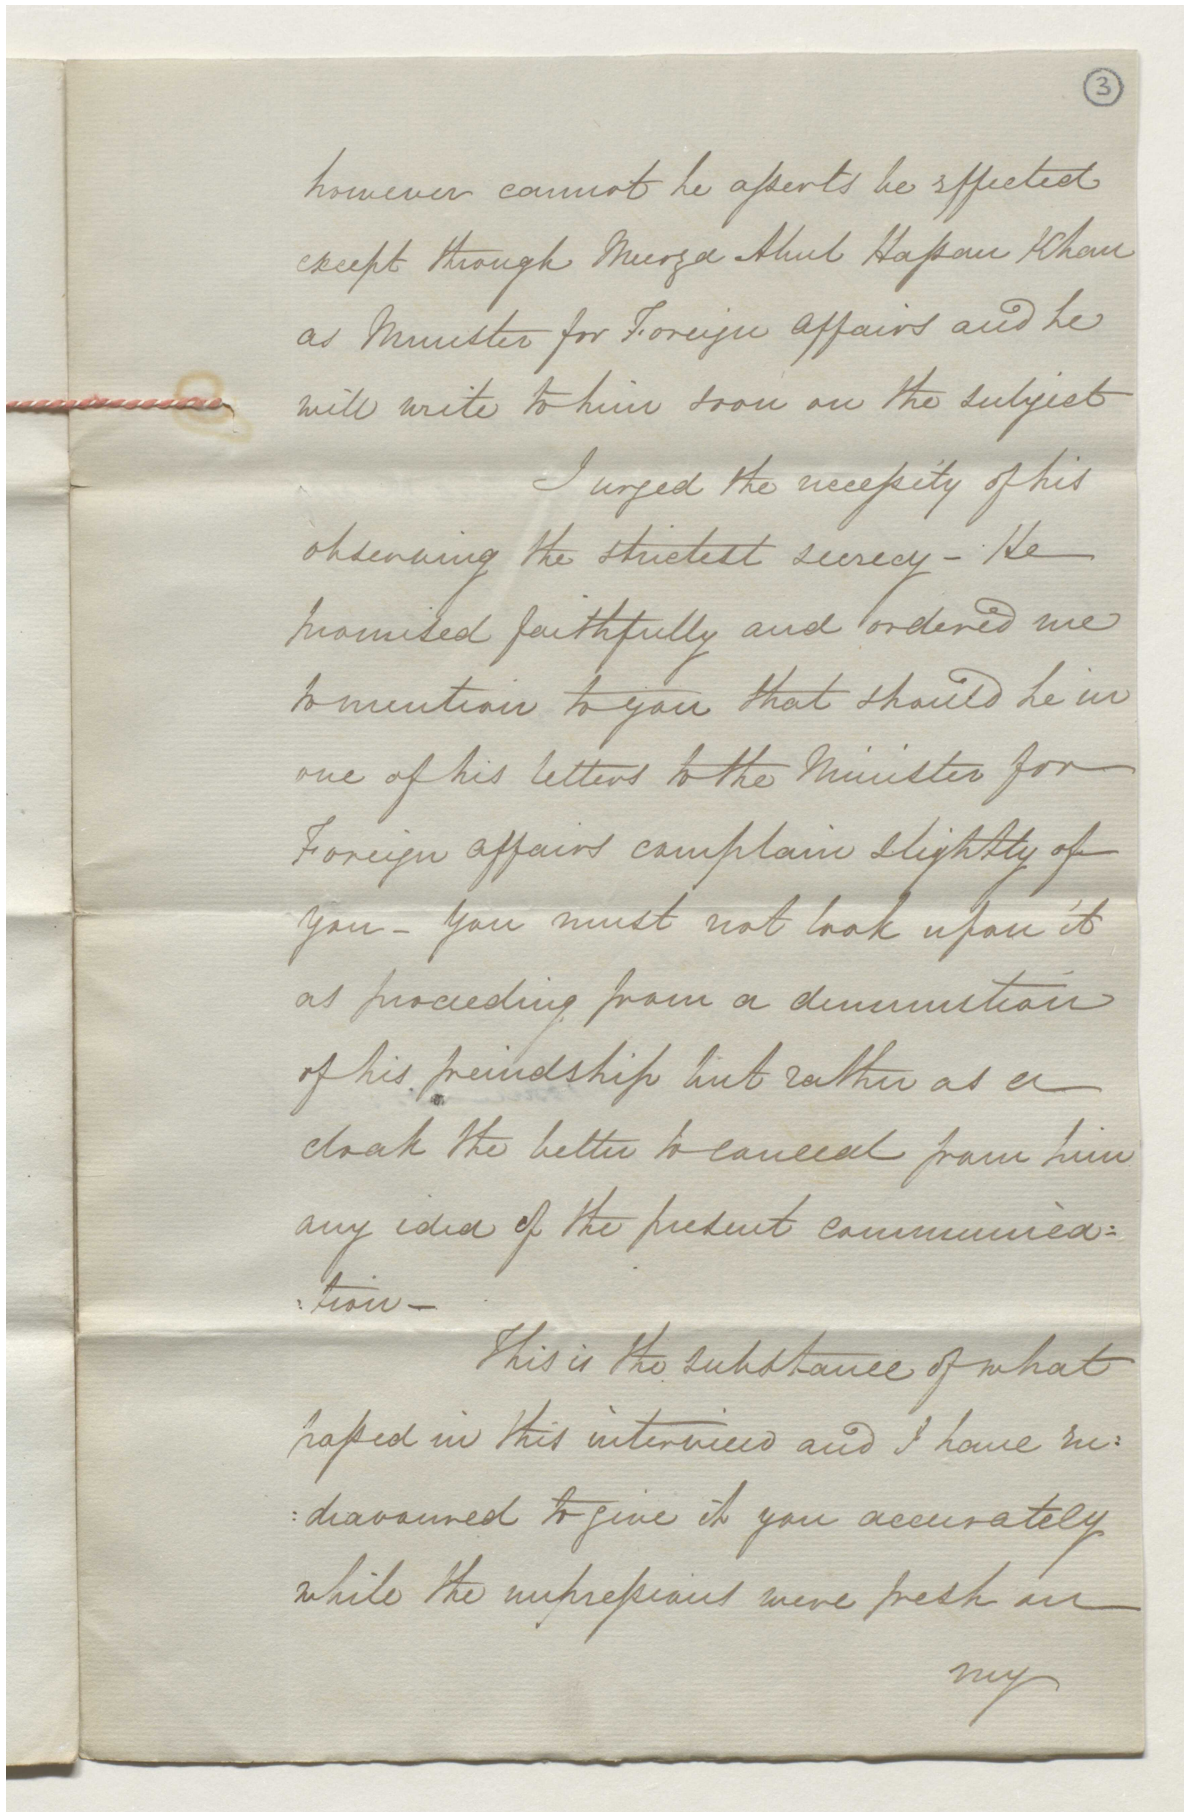 3
however cannot he asserts be effected
except through Meerza Abul Hassan Khan
as Minister for Foreign affairs and he
will write to him soon on the subject
I urged the necessity of his
observing the strictest secrecy – He
promised faithfully and ordered me
to mention to you that should he in
one of his letters to the Minister for
Foreign affairs complain slightly of
you – you must not look upon it
as proceeding from a diminution
of his freindship but rather as a
cloak the better to conceal from him
any idea of the present communica:
:tion –
This is the substance of what
passed in this interview and I have en:
:deavoured to give it you accurately
while the impressions were fresh on
my